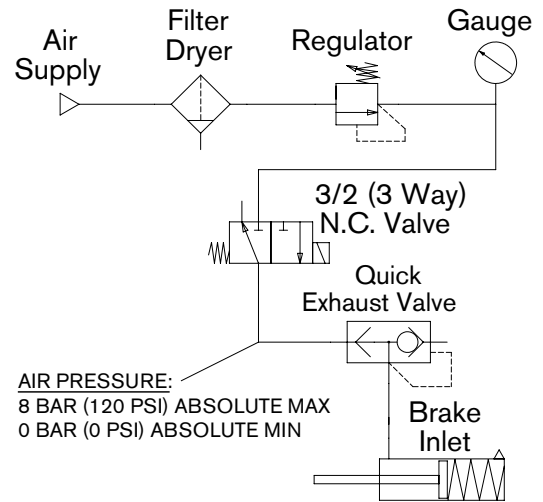 Air
Supply
Filter
Dryer
Regulator
Gauge
3/2 (3 Way)
N.C. Valve
Quick
Exhaust Valve
AIR PRESSURE:
8 BAR (120 PSI) ABSOLUTE MAX
0 BAR (0 PSI) ABSOLUTE MIN
Brake
Inlet